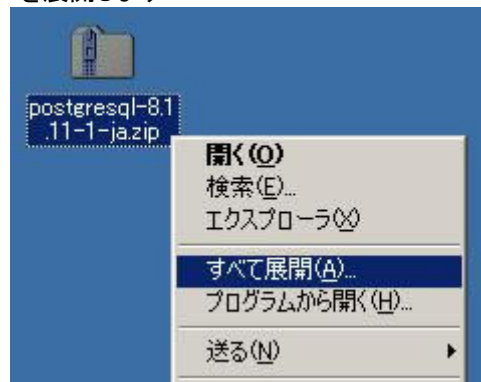 を展開します
postgresql-8.1
.11-1-ja.zip
開く(O)
検索(E)...
エクスプローラ(X)
すべて展開(A)...
プログラムから開く(H)...
送る(N)